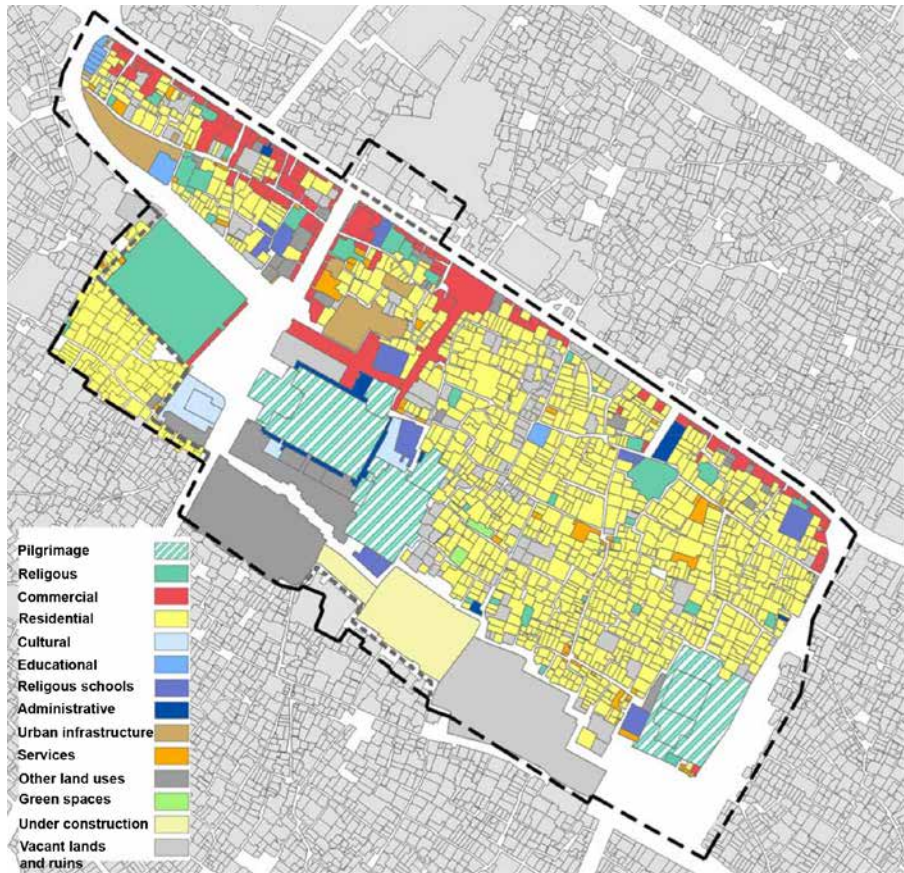 Pilgrimage
Religous
Commercial
Residential
Cultural
Educational
Religous schools
Administrative
Urban infrastructure
Services
Other land uses
Green spaces
Under construction
Vacant lands
and ruins